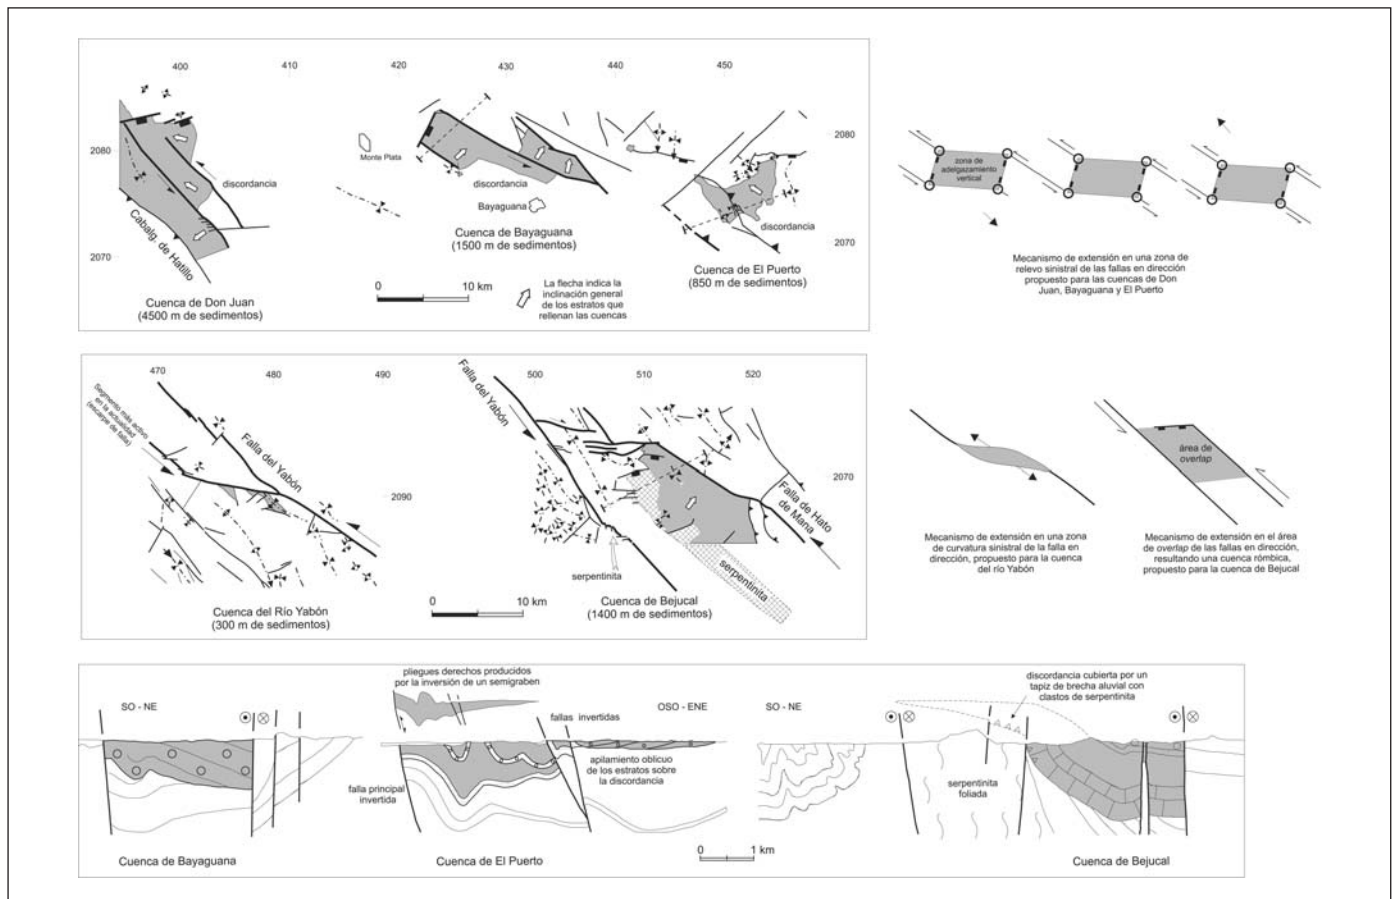 400
410
420
430
440
450
2080
2070
Monte Plata
discordancia
Cabalg. de Hatillo
discordancia
Bayaguana
2080
2070
discordancia
Cuenca de Don Juan
(4500 m de sedimentos)
Cuenca de Bayaguana
(1500 m de sedimentos)
Cuenca de El Puerto
(850 m de sedimentos)
0
10 km
La flecha indica la
inclinación general
de los estratos que
rellenan las cuencas
zona de
adelgazamiento
vertical
Mecanismo de extensión en una zona de
relevo sinistral de las fallas en dirección
propuesto para las cuencas de Don
Juan, Bayaguana y El Puerto
470
480
490
Segmento más activo
en la actualidad
(escarpe de falla)
Falla del Yabón
2090
Cuenca del Río Yabón
(300 m de sedimentos)
0
10 km
Falla del Yabón
500
510
520
2070
Falla de Hato
de Mana
serpentinita
serpentinita
Cuenca de Bejucal
(1400 m de sedimentos)
Mecanismo de extensión en una zona
de curvatura sinistral de la falla en
dirección, propuesto para la cuenca
del río Yabón
área de
overlap
Mecanismo de extensión en el área
de overlap de las fallas en dirección,
resultando una cuenca rómbica,
propuesto para la cuenca de Bejucal
SO - NE
Cuenca de Bayaguana
pliegues derechos producidos
por la inversión de un semigraben
OSO - ENE
fallas invertidas
falla principal
invertida
apilamiento oblicuo
de los estratos sobre
la discordancia
Cuenca de El Puerto
0
1 km
SO - NE
discordancia cubierta por un
tapiz de brecha aluvial con
clastos de serpentinita
serpentinita
foliada
Cuenca de Bejucal